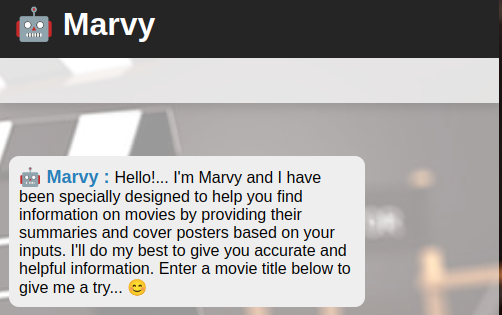 🤖 Marvy
🤖 Marvy : Hello!... I'm Marvy and I have
been specially designed to help you find
information on movies by providing their
summaries and cover posters based on your
inputs. I'll do my best to give you accurate and
helpful information. Enter a movie title below to
give me a try... 😊